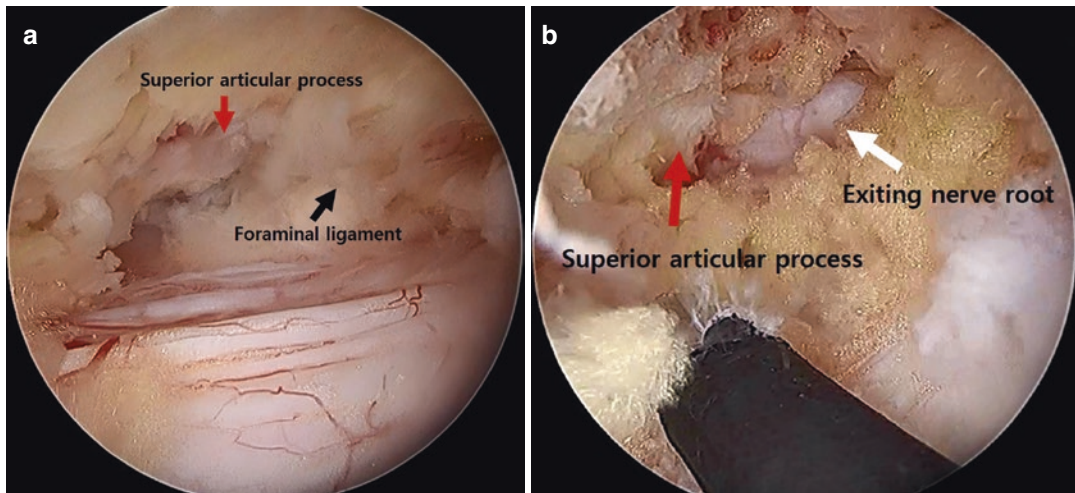 a
Superior articular process
Foraminal ligament
b
Exiting nerve root
Superior articular process